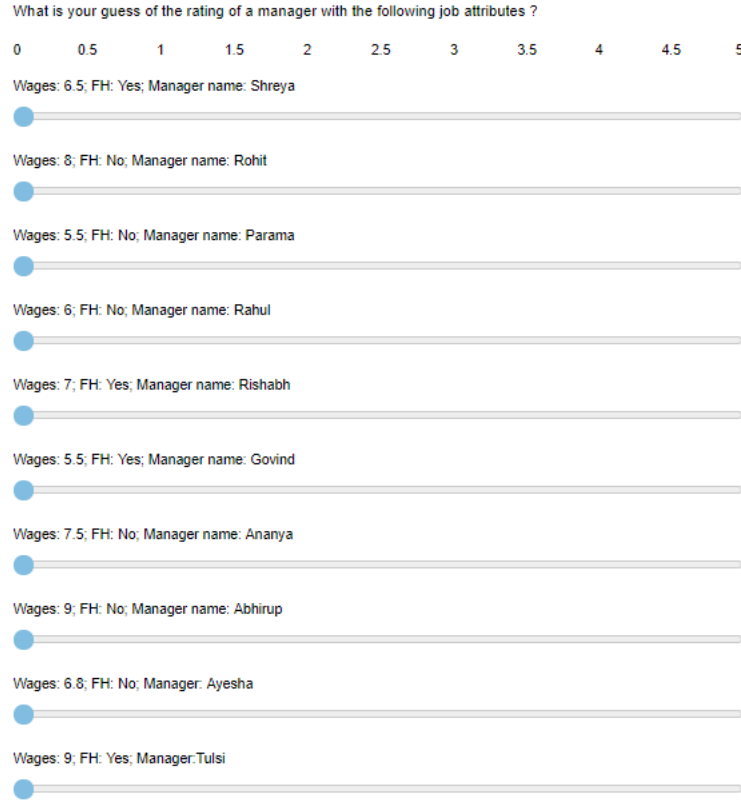 What is your guess of the rating of a manager with the following job attributes ?
0 0.5 1 1.5 2 2.5 3 3.5 4 4.5 5
Wages: 6.5; FH: Yes; Manager name: Shreya
Wages: 8; FH: No; Manager name: Rohit
Wages: 5.5; FH: No; Manager name: Parama
Wages: 6; FH: No; Manager name: Rahul
Wages: 7; FH: Yes; Manager name: Rishabh
Wages: 5.5; FH: Yes; Manager name: Govind
Wages: 7.5; FH: No; Manager name: Ananya
Wages: 9; FH: No; Manager name: Abhirup
Wages: 6.8; FH: No; Manager: Ayesha
Wages: 9; FH: Yes; Manager:Tulsi